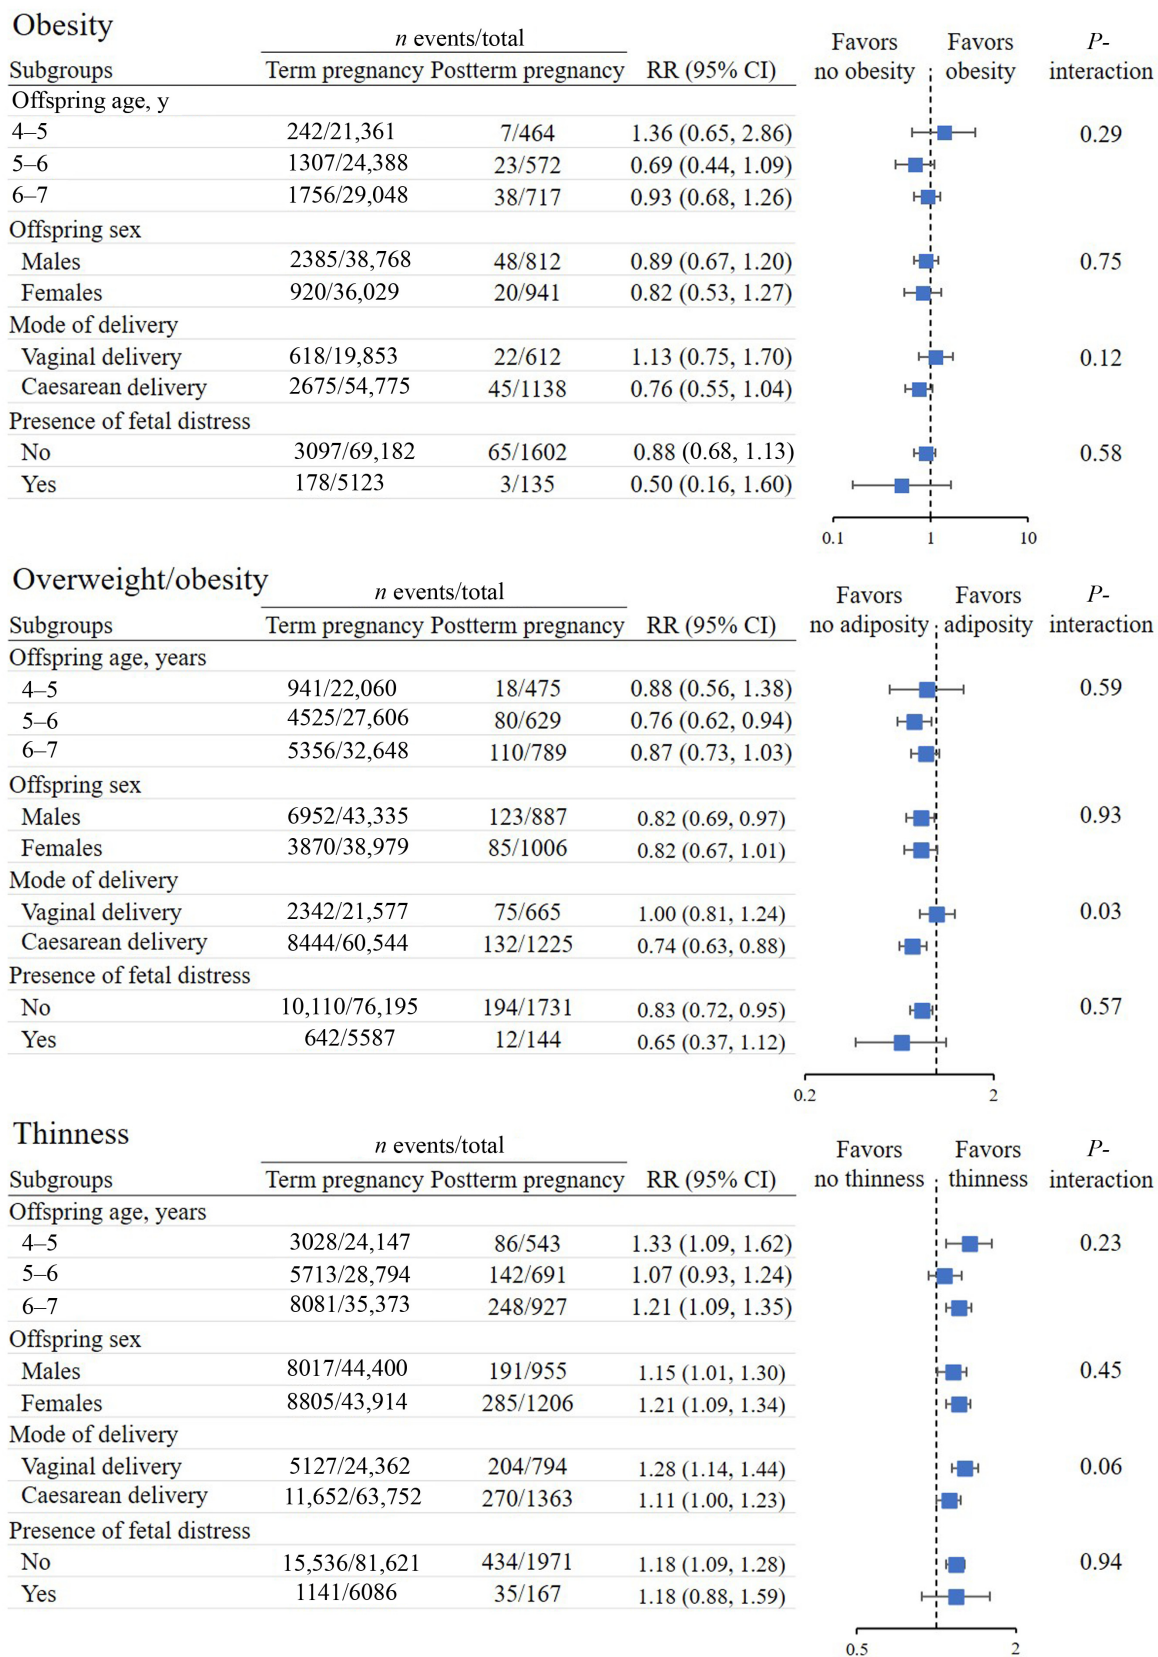 Obesity
n events/total Favors Favors P-
Subgroups Term pregnancy Postterm pregnancy RR (95% CI) no obesity obesity interaction
Offspring age, y
4–5 242/21,361 7/464 1.36 (0.65, 2.86) 0.29
5–6 1307/24,388 23/572 0.69 (0.44, 1.09)
6–7 1756/29,048 38/717 0.93 (0.68, 1.26)
Offspring sex
Males 2385/38,768 48/812 0.89 (0.67, 1.20) 0.75
Females 920/36,029 20/941 0.82 (0.53, 1.27)
Mode of delivery
Vaginal delivery 618/19,853 22/612 1.13 (0.75, 1.70) 0.12
Caesarean delivery 2675/54,775 45/1138 0.76 (0.55, 1.04)
Presence of fetal distress
No 3097/69,182 65/1602 0.88 (0.68, 1.13) 0.58
Yes 178/5123 3/135 0.50 (0.16, 1.60)
0.1 1 10
Overweight/obesity
n events/total Favors Favors P-
Subgroups Term pregnancy Postterm pregnancy RR (95% CI) no adiposity adiposity interaction
Offspring age, years
4–5 941/22,060 18/475 0.88 (0.56, 1.38) 0.59
5–6 4525/27,606 80/629 0.76 (0.62, 0.94)
6–7 5356/32,648 110/789 0.87 (0.73, 1.03)
Offspring sex
Males 6952/43,335 123/887 0.82 (0.69, 0.97) 0.93
Females 3870/38,979 85/1006 0.82 (0.67, 1.01)
Mode of delivery
Vaginal delivery 2342/21,577 75/665 1.00 (0.81, 1.24) 0.03
Caesarean delivery 8444/60,544 132/1225 0.74 (0.63, 0.88)
Presence of fetal distress
No 10,110/76,195 194/1731 0.83 (0.72, 0.95) 0.57
Yes 642/5587 12/144 0.65 (0.37, 1.12)
0.2 2
Thinness
n events/total Favors Favors P-
Subgroups Term pregnancy Postterm pregnancy RR (95% CI) no thinness thinness interaction
Offspring age, years
4–5 3028/24,147 86/543 1.33 (1.09, 1.62) 0.23
5–6 5713/28,794 142/691 1.07 (0.93, 1.24)
6–7 8081/35,373 248/927 1.21 (1.09, 1.35)
Offspring sex
Males 8017/44,400 191/955 1.15 (1.01, 1.30) 0.45
Females 8805/43,914 285/1206 1.21 (1.09, 1.34)
Mode of delivery
Vaginal delivery 5127/24,362 204/794 1.28 (1.14, 1.44) 0.06
Caesarean delivery 11,652/63,752 270/1363 1.11 (1.00, 1.23)
Presence of fetal distress
No 15,536/81,621 434/1971 1.18 (1.09, 1.28) 0.94
Yes 1141/6086 35/167 1.18 (0.88, 1.59)
0.5 2